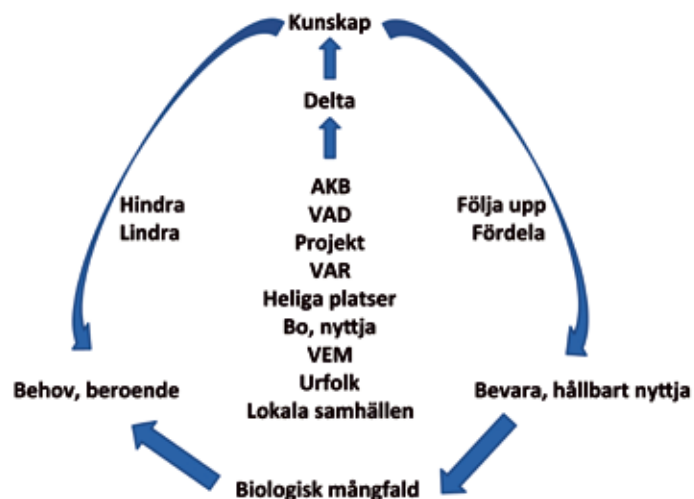 Kunskap
Delta
AKB
VAD
Projekt
VAR
Heliga platser
Bo, nyttja
VEM
Urfolk
Lokala samhällen
Hindra
Lindra
Följa upp
Fördela
Behov, beroende
Bevara, hållbart nyttja
Biologisk mångfald